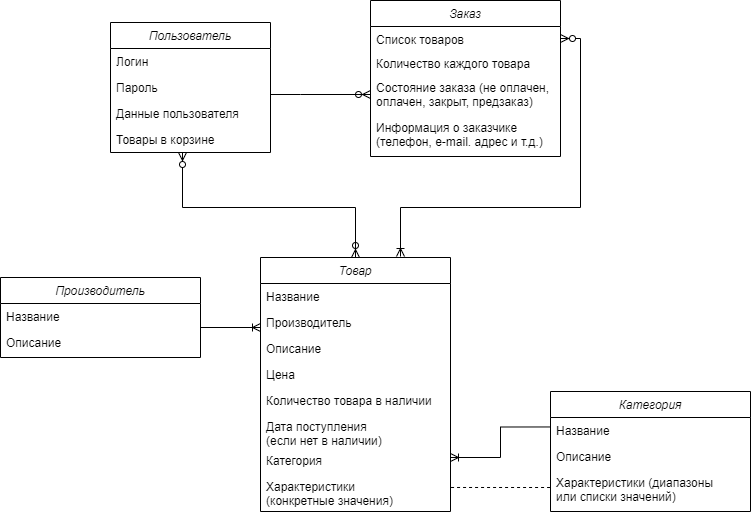 Пользователь
Логин
Пароль
Данные пользователя
Товары в корзине
Заказ
Список товаров
Количество каждого товара
Состояние заказа (не оплачен,
оплачен, закрыт, предзаказ)
Информация о заказчике
(телефон, e-mail. адрес и т.д.)
Производитель
Название
Описание
Товар
Название
Производитель
Описание
Цена
Количество товара в наличии
Дата поступления
(если нет в наличии)
Категория
Характеристики
(конкретные значения)
Категория
Название
Описание
Характеристики (диапазоны
или списки значений)